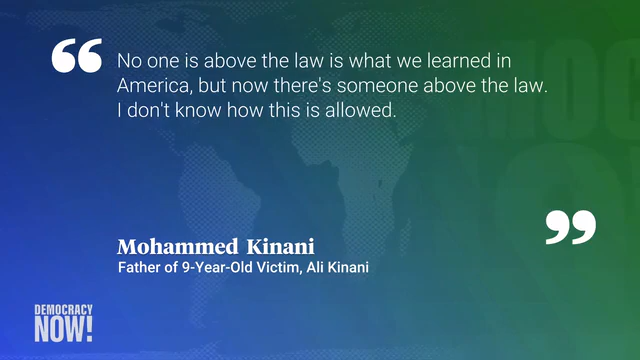 “
No one is above the law is what we learned in
America, but now there's someone above the law.
I don't know how this is allowed.
”
Mohammed Kinani
Father of 9-Year-Old Victim, Ali Kinani
DEMOCRACY
NOW!